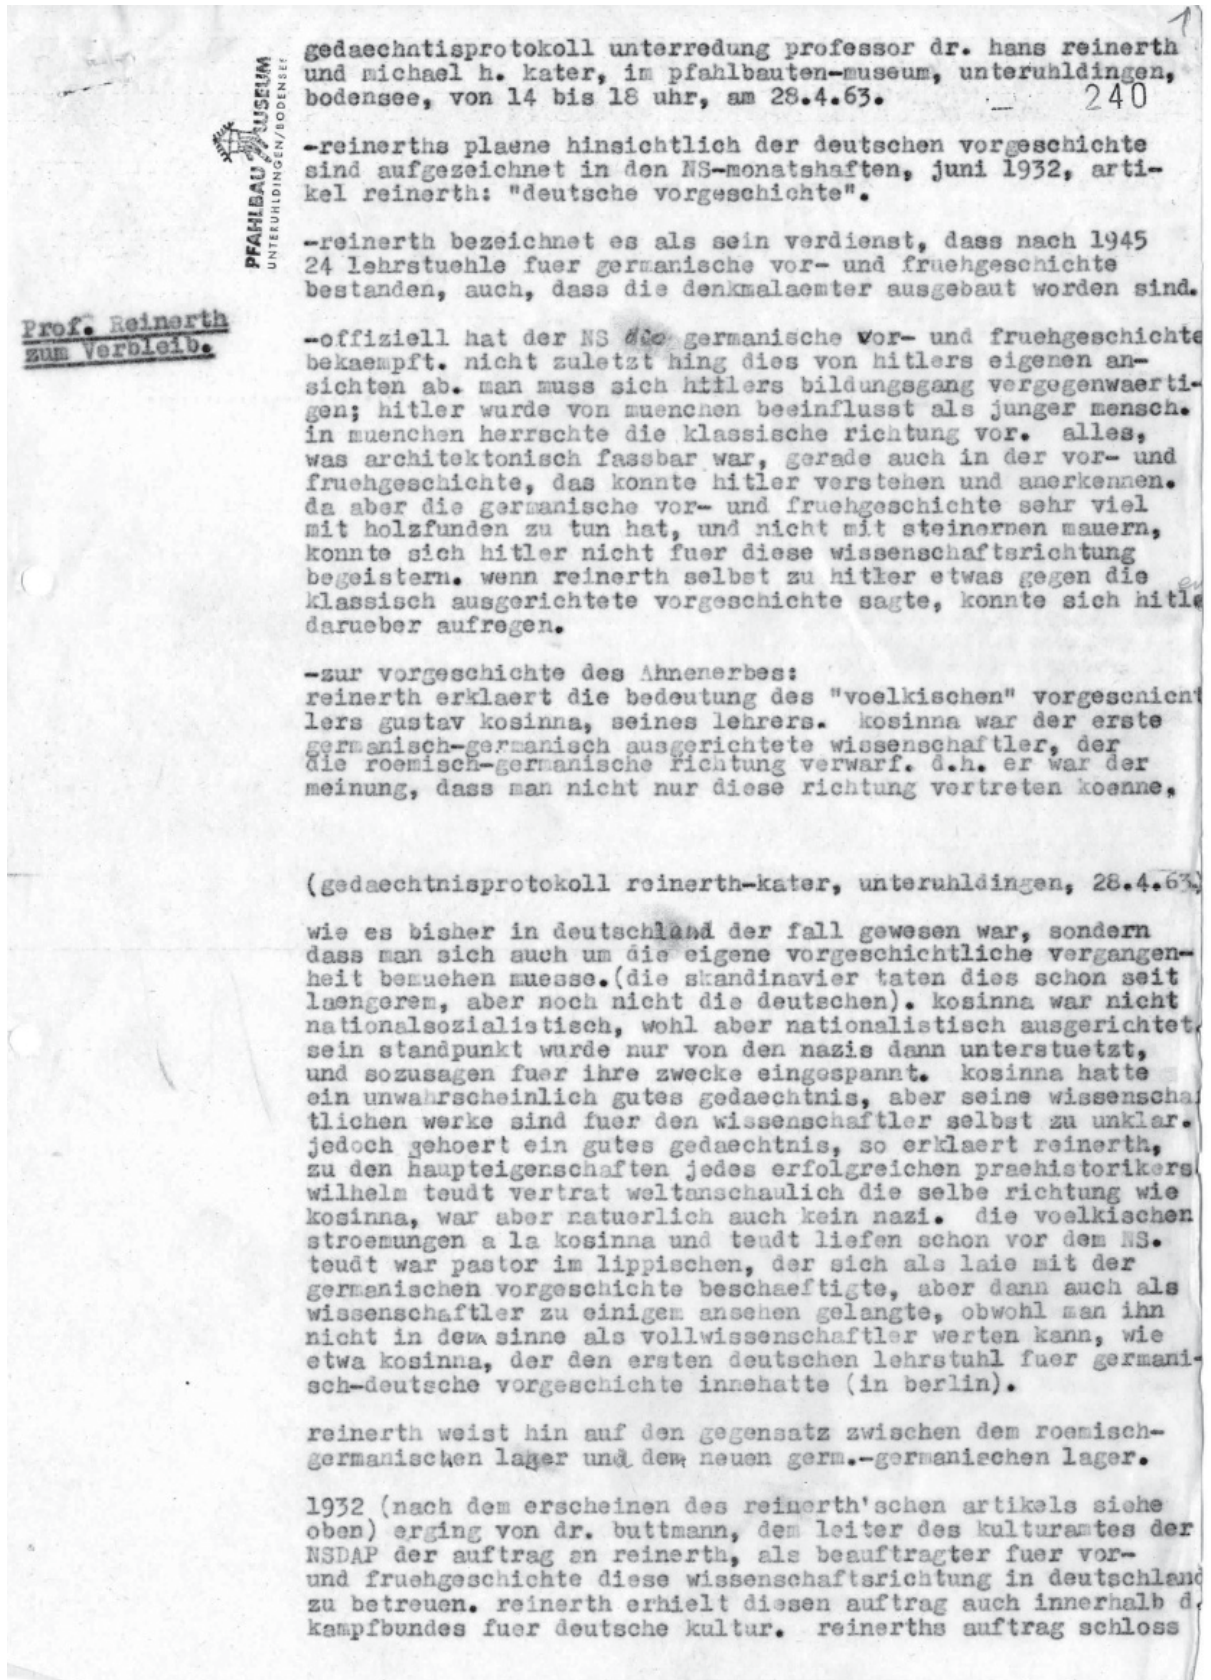 1
gedaechntisprotokoll unterredung professor dr. hans reinerth
und michael h. kater, im pfahlbauten-museum, unteruhldingen,
bodensee, von 14 bis 18 uhr, am 28.4.63.
240
PFAHLBAU MUSEUM
UNTERUHLDINGEN/BODENSEE
-reinerths plaene hinsichtlich der deutschen vorgeschichte
sind aufgezeichnet in den NS-monatshaften, juni 1932, arti-
kel reinerth: "deutsche vorgeschichte".
-reinerth bezeichnet es als sein verdienst, dass nach 1945
24 lehrstuehle fuer germanische vor- und fruehgeschichte
bestanden, auch, dass die denkmalaemter ausgebaut worden sind.
Prof. Reinerth
zum Verbleib.
-offiziell hat der NS die germanische vor- und fruehgeschichte
bekaempft. nicht zuletzt hing dies von hitlers eigenen an-
sichten ab. man muss sich hitlers bildungsgang vergegenwaerti-
gen; hitler wurde von muenchen beeinflusst als junger mensch.
in muenchen herrschte die klassische richtung vor. alles,
was architektonisch fassbar war, gerade auch in der vor- und
fruehgeschichte, das konnte hitler verstehen und anerkennen.
da aber die germanische vor- und fruehgeschichte sehr viel
mit holzfunden zu tun hat, und nicht mit steinernen mauern,
konnte sich hitler nicht fuer diese wissenschaftsrichtung
begeistern. wenn reinerth selbst zu hitler etwas gegen die
klassisch ausgerichtete vorgeschichte sagte, konnte sich hitler
darueber aufregen.
-zur vorgeschichte des Ahnenerbes:
reinerth erklaert die bedeutung des "voelkischen" vorgeschicht
lers gustav kosinna, seines lehrers. kosinna war der erste
germanisch-germanisch ausgerichtete wissenschaftler, der
die roemisch-germanische richtung verwarf. d.h. er war der
meinung, dass man nicht nur diese richtung vertreten koenne,
(gedaechtnisprotokoll reinerth-kater, unteruhldingen, 28.4.63.)
wie es bisher in deutschland der fall gewesen war, sondern
dass man sich auch um die eigene vorgeschichtliche vergangen-
heit bemuehen muesse.(die skandinavier taten dies schon seit
laengerem, aber noch nicht die deutschen). kosinna war nicht
nationalsozialistisch, wohl aber nationalistisch ausgerichtet.
sein standpunkt wurde nur von den nazis dann unterstuetzt,
und sozusagen fuer ihre zwecke eingespannt. kosinna hatte
ein unwahrscheinlich gutes gedaechtnis, aber seine wissenscha
tlichen werke sind fuer den wissenschaftler selbst zu unklar.
jedoch gehoert ein gutes gedaechtnis, so erklaert reinerth,
zu den haupteigenschaften jedes erfolgreichen praehistorikers
wilhelm teudt vertrat weltanschaulich die selbe richtung wie
kosinna, war aber natuerlich auch kein nazi. die voelkischen
stroemungen a la kosinna und teudt liefen schon vor dem NS.
teudt war pastor im lippischen, der sich als laie mit der
germanischen vorgeschichte beschaeftigte, aber dann auch als
wissenschaftler zu einigem ansehen gelangte, obwohl man ihn
nicht in dem sinne als vollwissenschaftler werten kann, wie
etwa kosinna, der den ersten deutschen lehrstuhl fuer germani-
sch-deutsche vorgeschichte innehatte (in berlin).
reinerth weist hin auf den gegensatz zwischen dem roemisch-
germanischen lager und dem neuen germ.-germanischen lager.
1932 (nach dem erscheinen des reinerth'schen artikels siehe
oben) erging von dr. buttmann, dem leiter des kulturamtes der
NSDAP der auftrag an reinerth, als beauftragter fuer vor-
und fruehgeschichte diese wissenschaftsrichtung in deutschland
zu betreuen. reinerth erhielt diesen auftrag auch innerhalb d.
kampfbundes fuer deutsche kultur. reinerths auftrag schloss